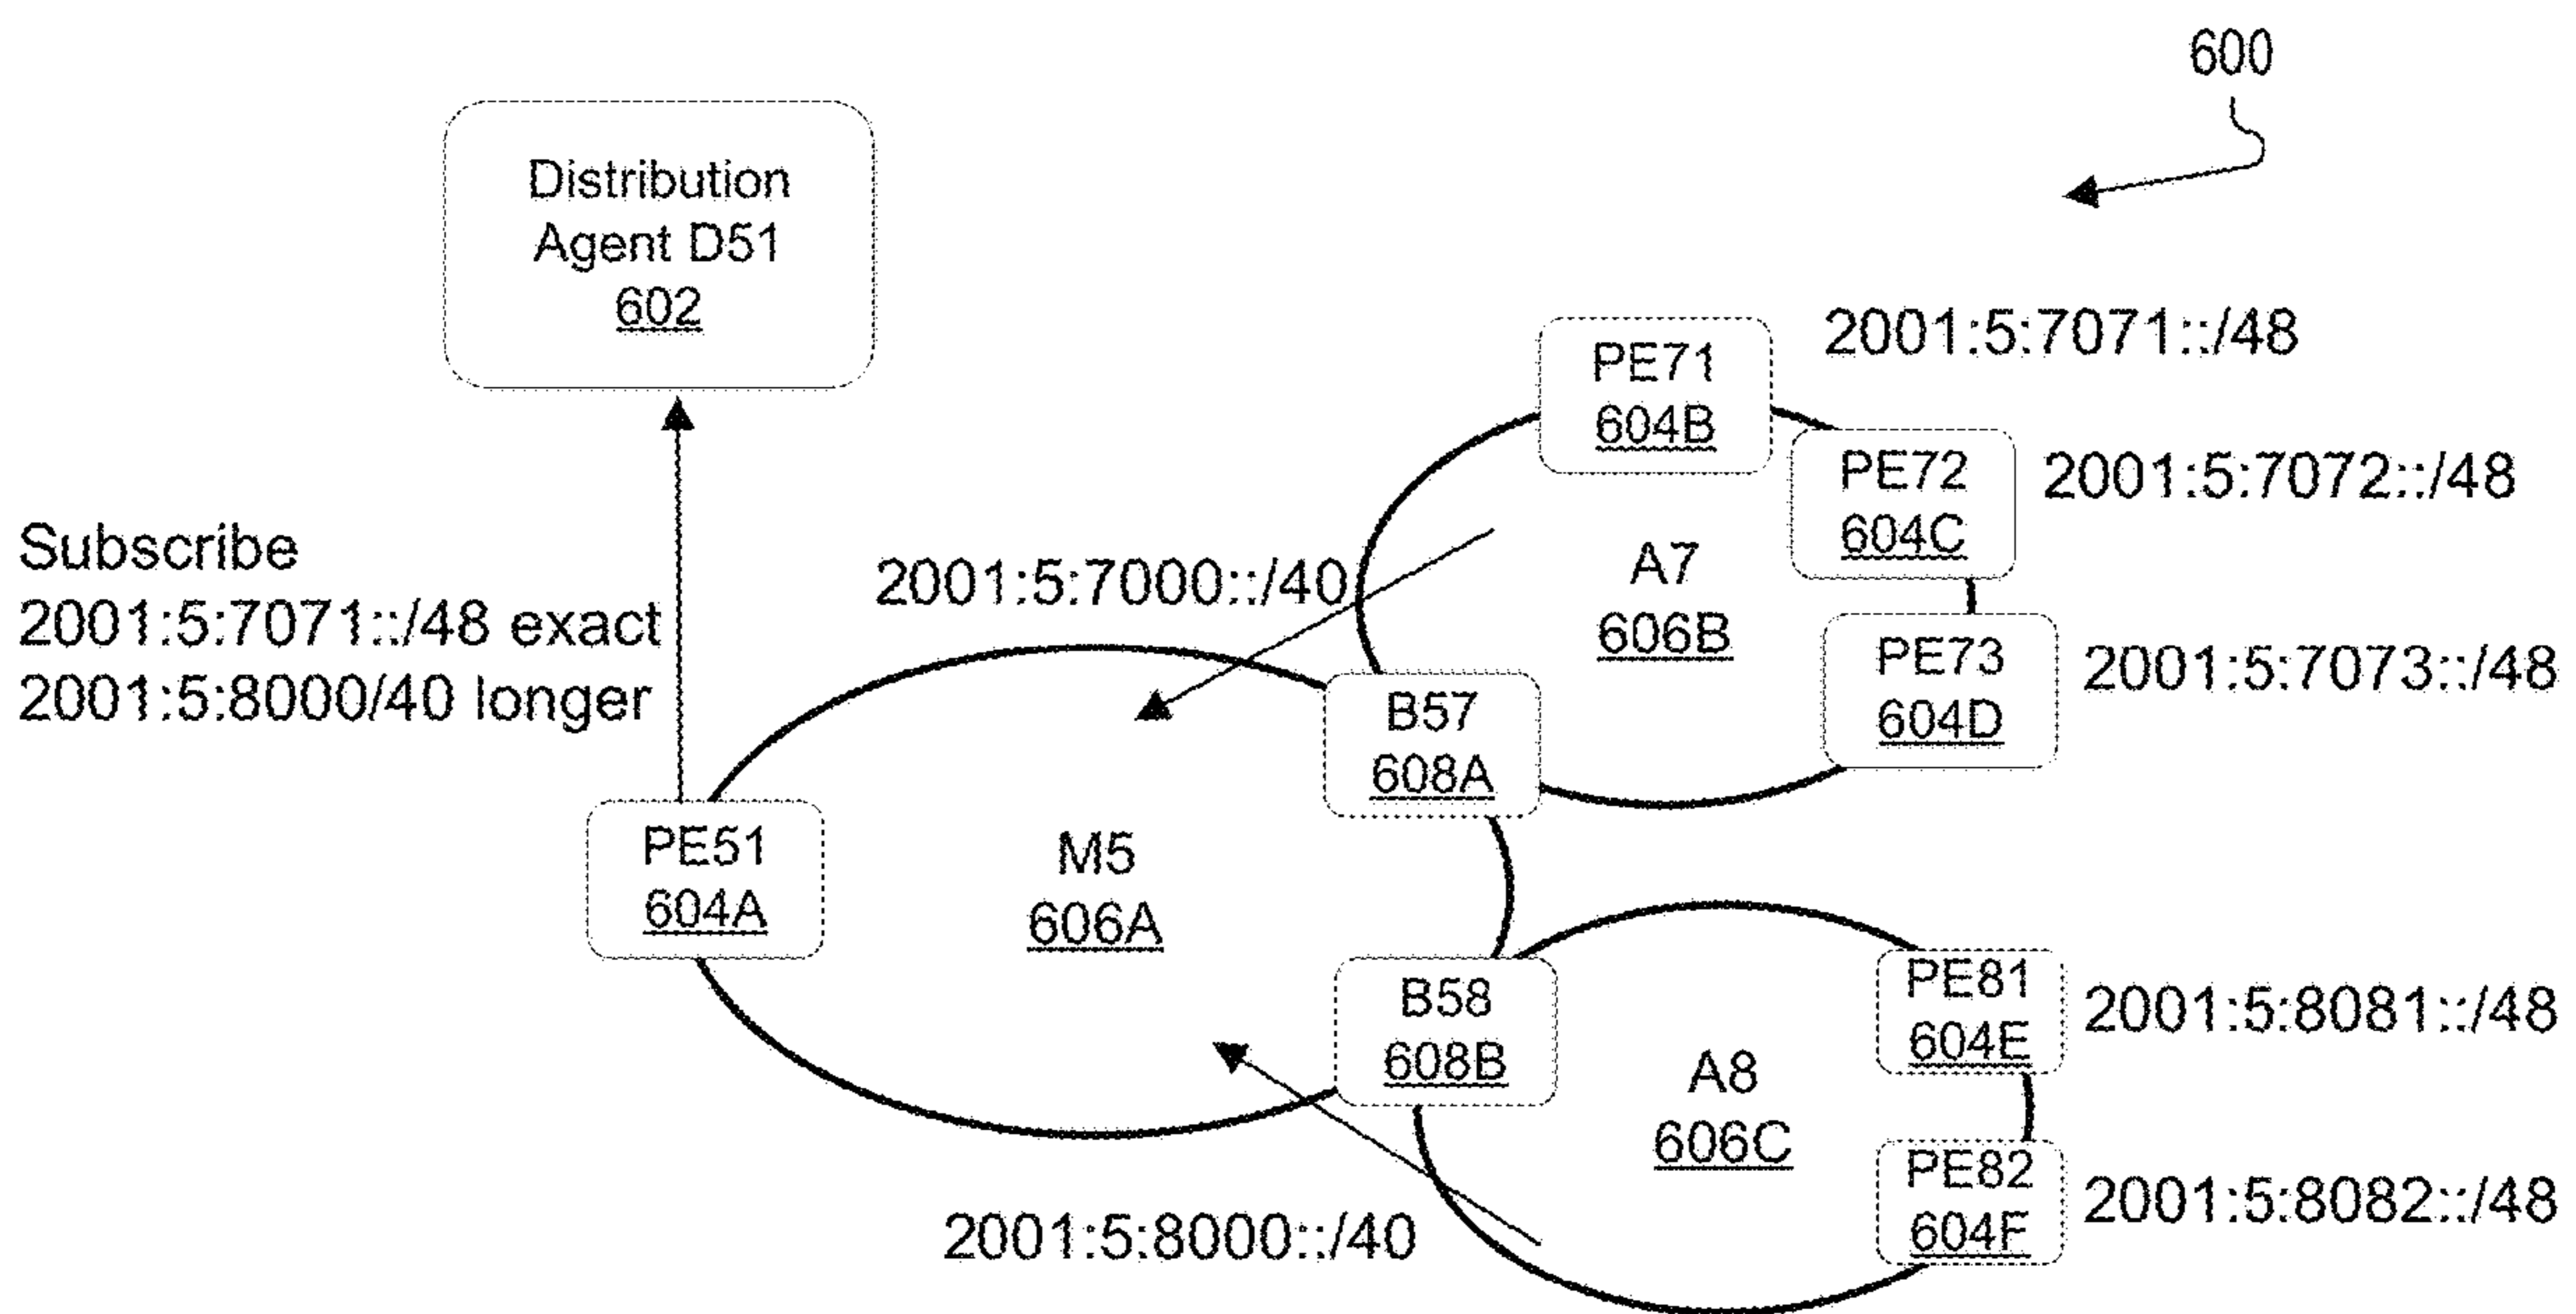 600
Distribution
Agent D51
602
Subscribe
2001:5:7071::/48 exact
2001:5:8000/40 longer
2001:5:7000::/40
PE71
604B
2001:5:7071::/48
PE72
604C
2001:5:7072::/48
A7
606B
PE73
604D
2001:5:7073::/48
B57
608A
PE51
604A
M5
606A
B58
608B
A8
606C
PE81
604E
2001:5:8081::/48
PE82
604F
2001:5:8082::/48
2001:5:8000::/40